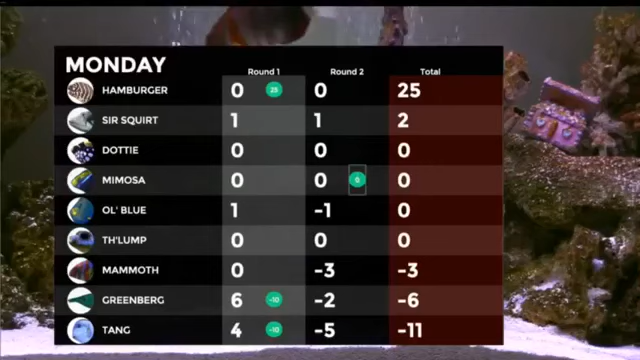 MONDAY
Round 1 Round 2 Total
HAMBURGER 0 25 0 25
SIR SQUIRT 1 1 2
DOTTIE 0 0 0
MIMOSA 0 0 0 0
OL' BLUE 1 -1 0
TH'LUMP 0 0 0
MAMMOTH 0 -3 -3
GREENBERG 6 -10 -2 -6
TANG 4 -10 -5 -11